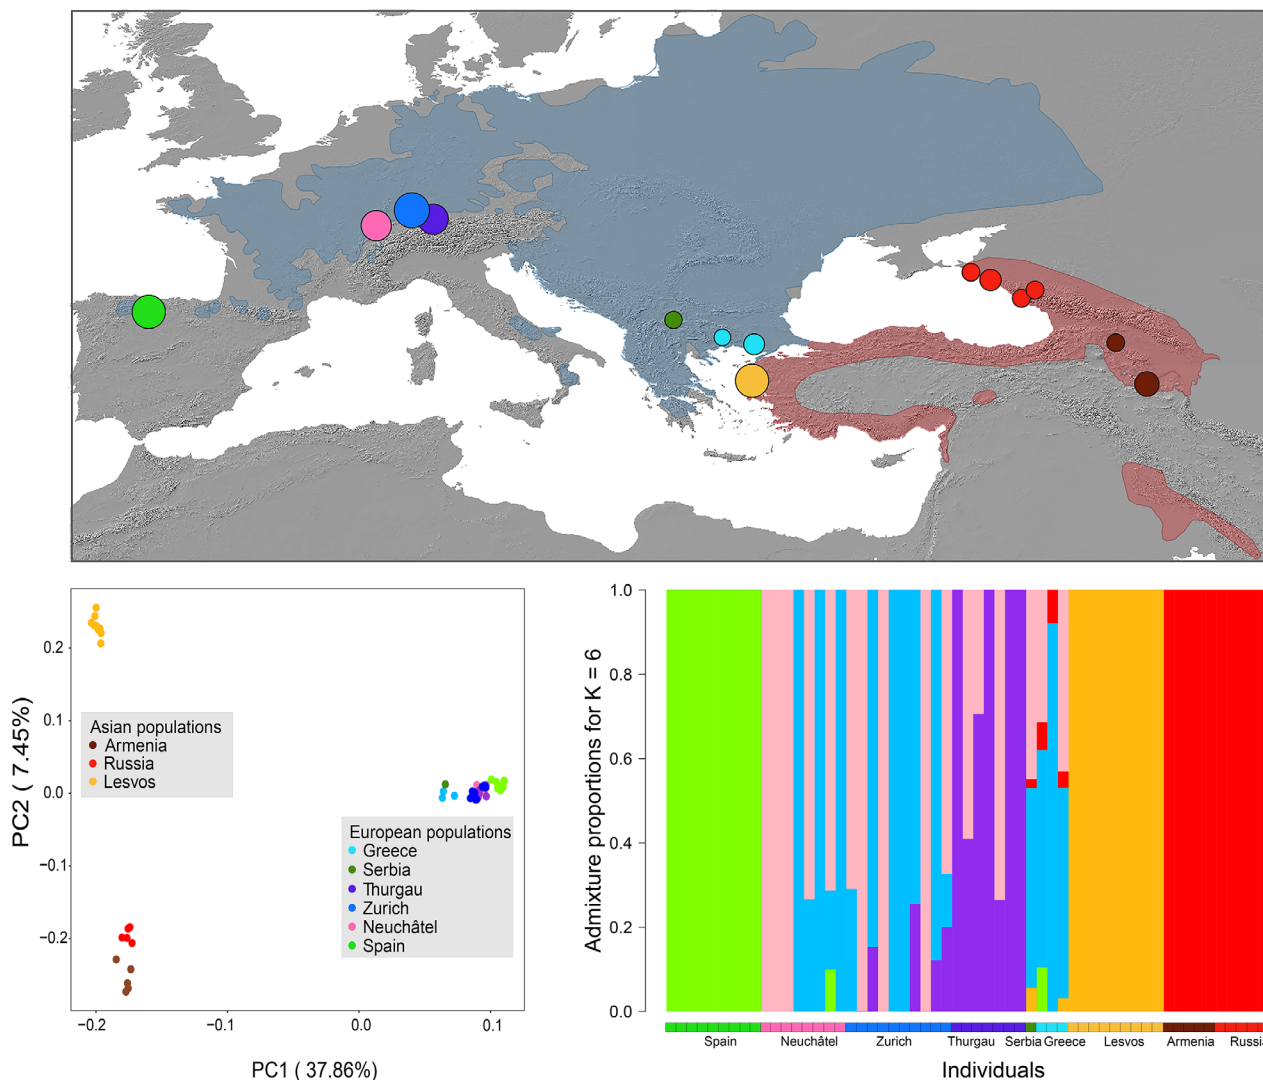 0.2
0.1
0.0
−0.1
−0.2
PC2 ( 7.45%)
Asian populations
Armenia
Russia
Lesvos
European populations
Greece
Serbia
Thurgau
Zurich
Neuchâtel
Spain
−0.2
−0.1
0.0
0.1
PC1 ( 37.86%)
Admixture proportions for K = 6
1.0
0.8
0.6
0.4
0.2
0.0
Spain Neuchâtel Zurich Thurgau Serbia Greece Lesvos Armenia Russia
Individuals